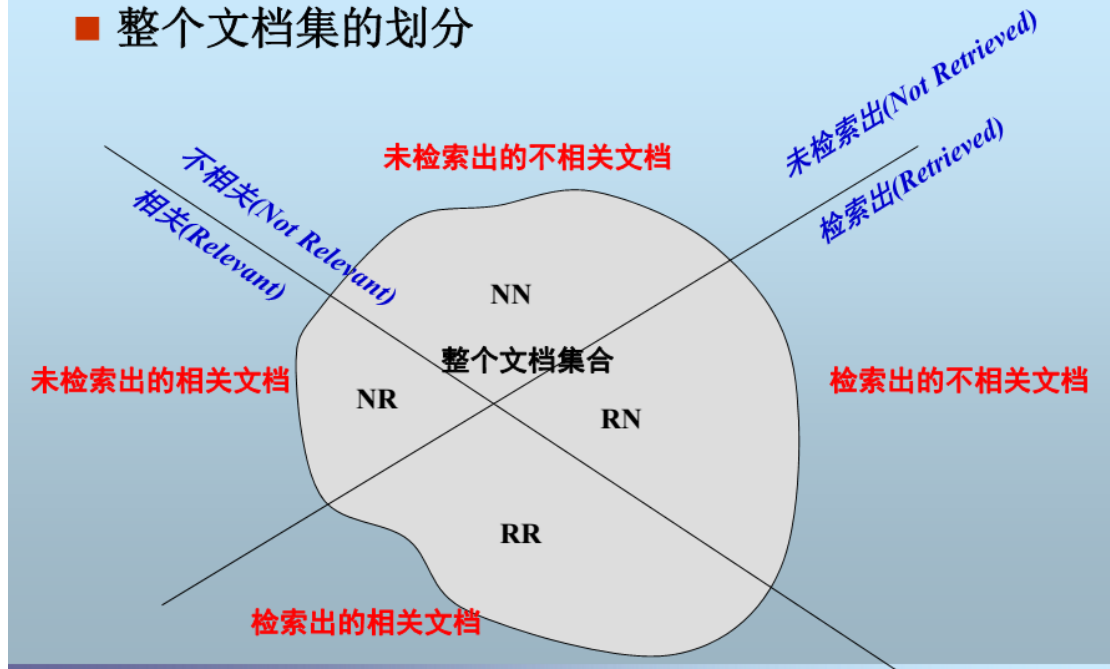 整个文档集的划分
未检索出(Not Retrieved)
检索出(Retrieved)
未检索出的不相关文档
不相关(Not Relevant)
相关(Relevant)
NN
整个文档集合
未检索出的相关文档
检索出的不相关文档
NR
RN
RR
检索出的相关文档